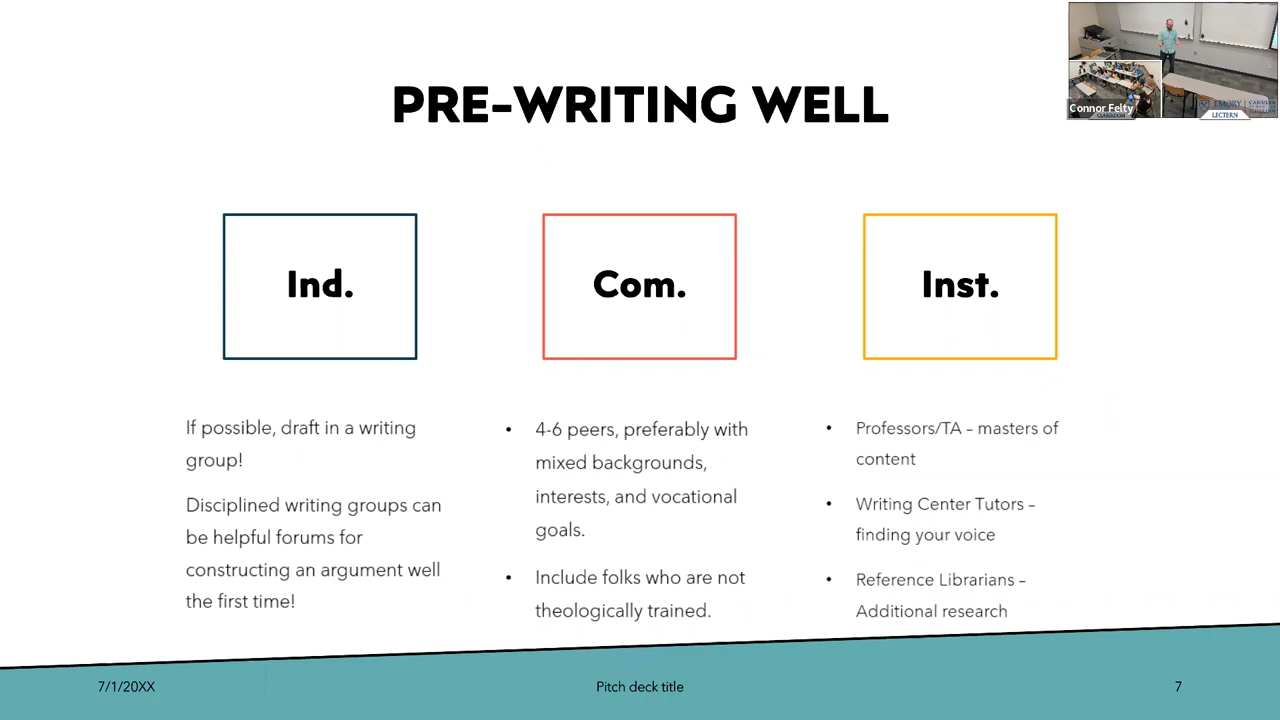 PRE-WRITING WELL
Connor Felty
CLASSROOM
EMORY
LECTERN
Ind.
Com.
Inst.
If possible, draft in a writing
group!
Disciplined writing groups can
be helpful forums for
constructing an argument well
the first time!
• 4-6 peers, preferably with
mixed backgrounds,
interests, and vocational
goals.
• Include folks who are not
theologically trained.
• Professors/TA – masters of
content
• Writing Center Tutors –
finding your voice
• Reference Librarians –
Additional research
7/1/20XX
Pitch deck title
7